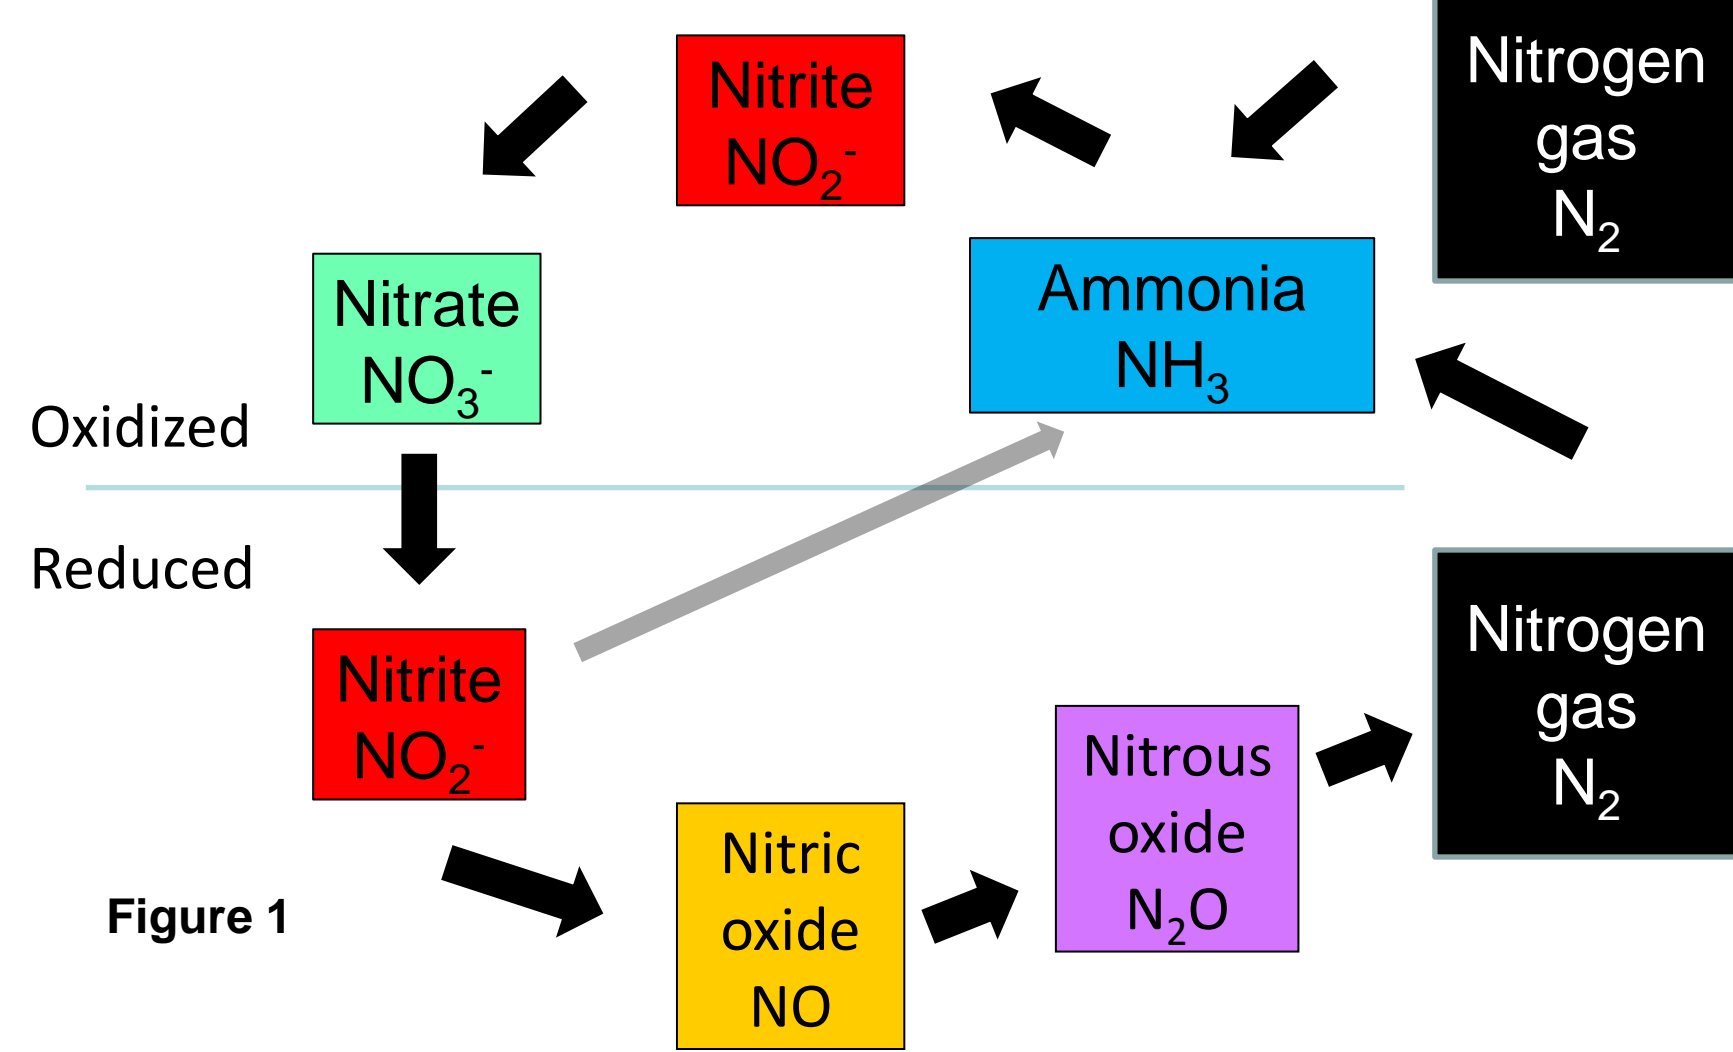 Nitrogen
gas
N₂
Nitrite
NO₂⁻
Ammonia
NH₃
Nitrate
NO₃⁻
Oxidized
Reduced
Nitrite
NO₂⁻
Nitrogen
gas
N₂
Nitrous
oxide
N₂O
Nitric
oxide
NO
Figure 1